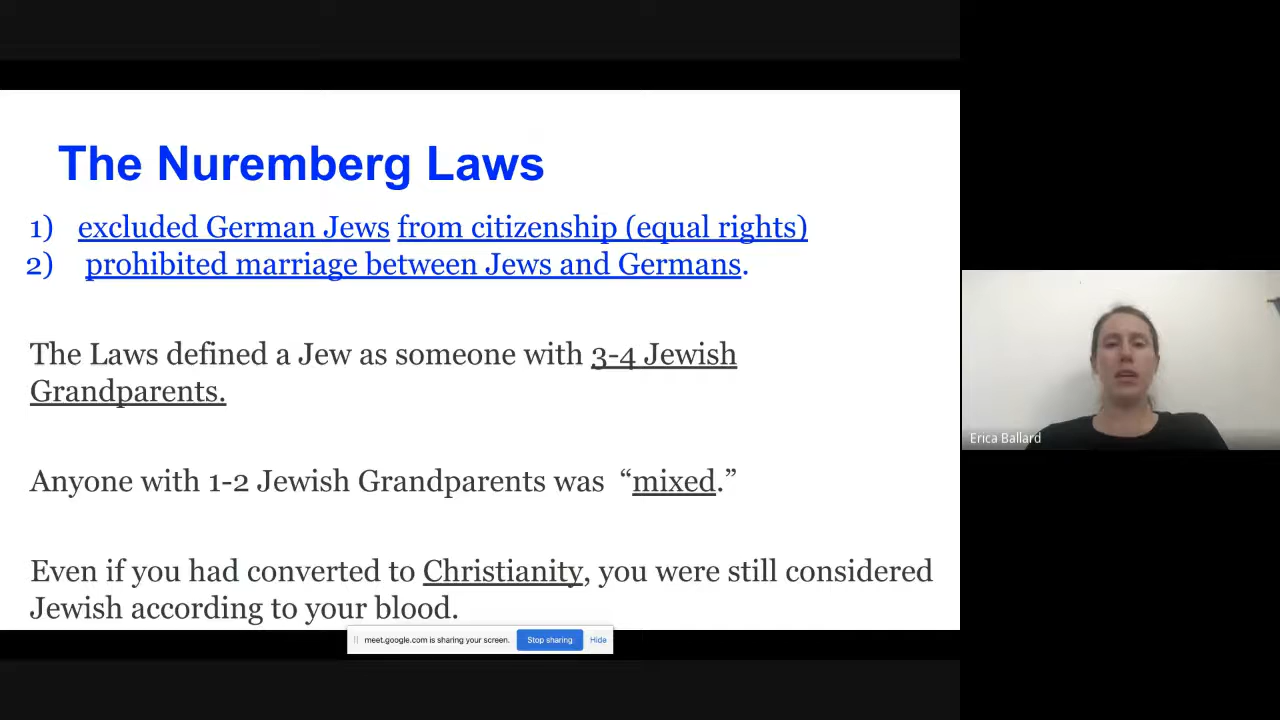 The Nuremberg Laws
1) excluded German Jews from citizenship (equal rights)
2) prohibited marriage between Jews and Germans.
The Laws defined a Jew as someone with 3-4 Jewish
Grandparents.
Anyone with 1-2 Jewish Grandparents was “mixed.”
Even if you had converted to Christianity, you were still considered
Jewish according to your blood.
meet.google.com is sharing your screen. Stop sharing Hide
Erica Ballard